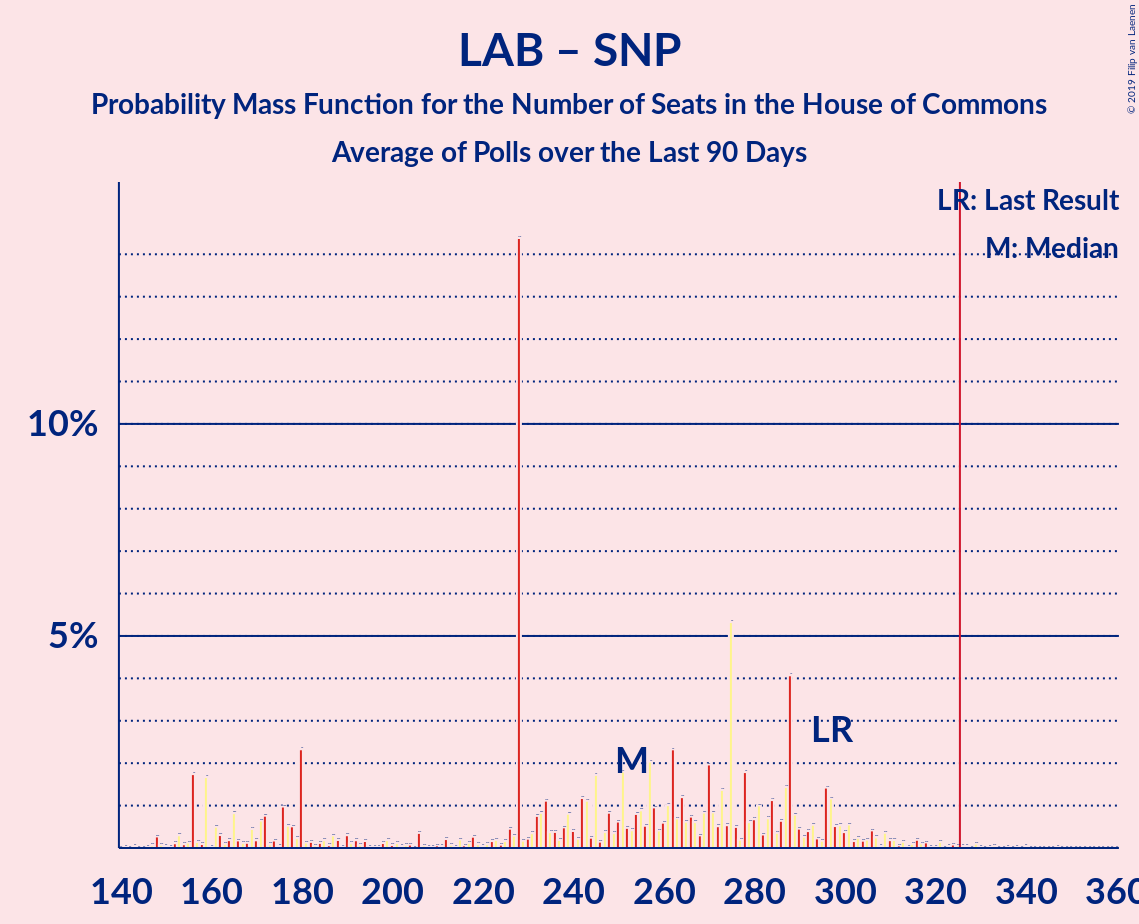 LAB – SNP
Probability Mass Function for the Number of Seats in the House of Commons
Average of Polls over the Last 90 Days
© 2019 Filip van Laenen
LR: Last Result
M: Median
10%
5%
LR
M
140 160 180 200 220 240 260 280 300 320 340 360